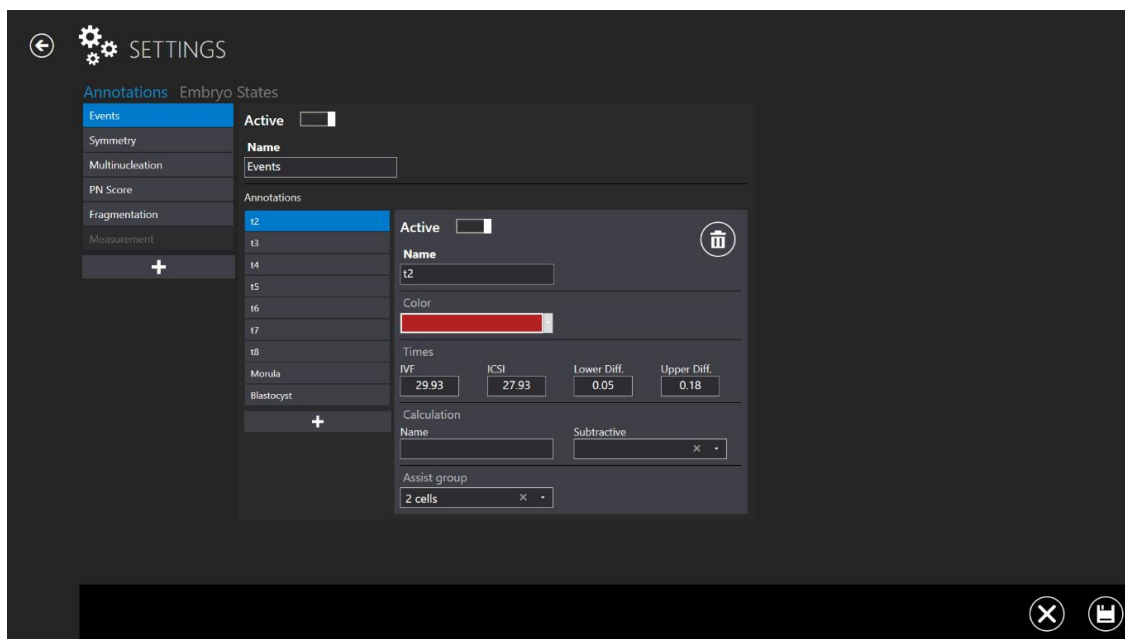 SETTINGS
Annotations Embryo States
Events
Symmetry
Multinucleation
PN Score
Fragmentation
Measurement
+
Active
Name
Events
Annotations
t2
t3
t4
t5
t6
t7
t8
Morula
Blastocyst
+
Active
Name
t2
Color
Times
IVF ICSI Lower Diff. Upper Diff.
29.93 27.93 0.05 0.18
Calculation
Name Subtractive
Assist group
2 cells